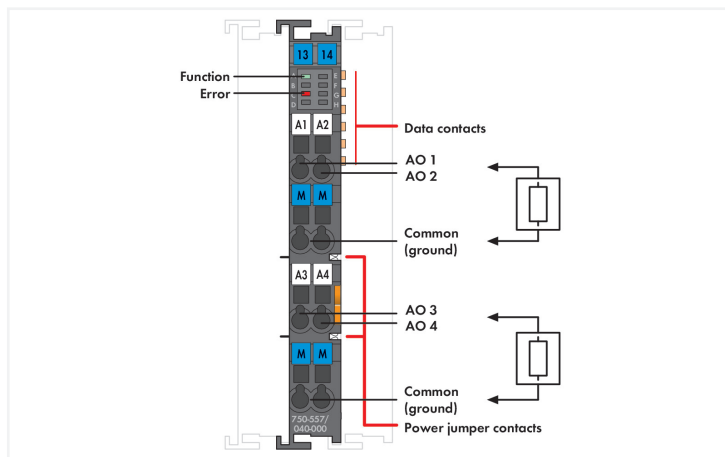 13 14
Function
Error
A E
B F
C G
D H
A1 A2
Data contacts
AO 1
AO 2
M M
Common
(ground)
A3 A4
AO 3
AO 4
M M
Common
(ground)
750-557/
040-000
Power jumper contacts